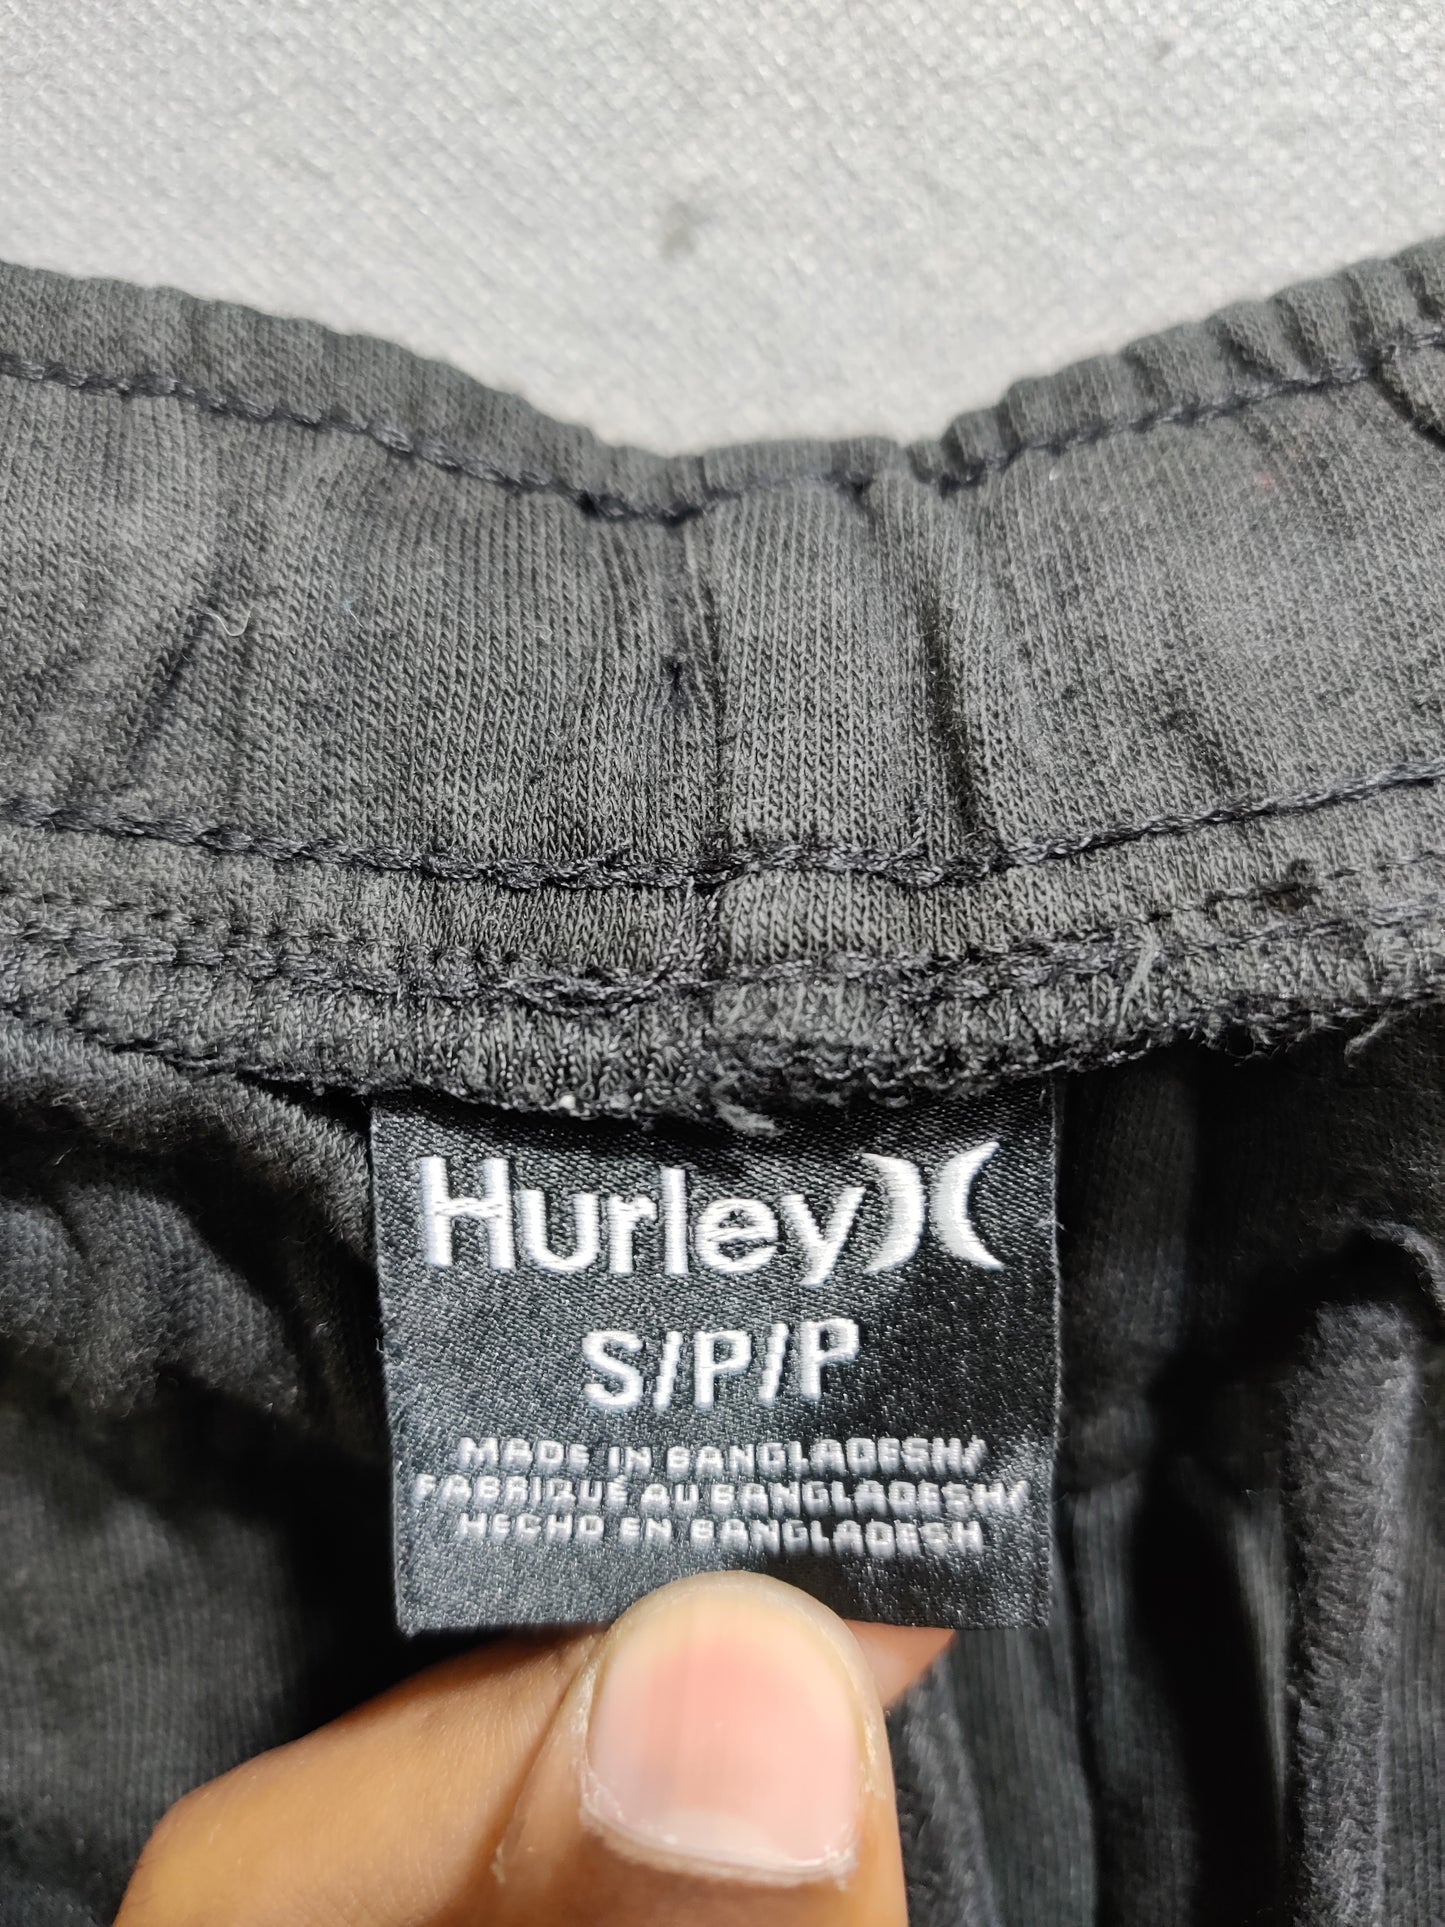 Hurley
S/P/P
MADE IN BANGLADESH/
FABRIQUÉ AU BANGLADESH/
HECHO EN BANGLADESH